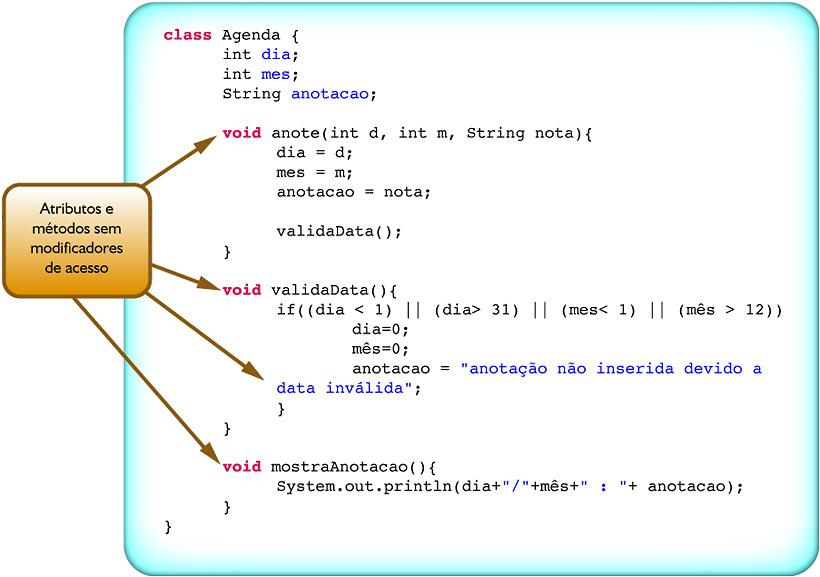 class Agenda {
int dia;
int mes;
String anotacao;
void anote(int d, int m, String nota){
dia = d;
mes = m;
anotacao = nota;
validaData();
}
Atributos e
métodos sem
modificadores
de acesso
void validaData(){
if((dia < 1) || (dia> 31) || (mes< 1) || (mês > 12))
dia=0;
mês=0;
anotacao = "anotação não inserida devido a
data inválida";
}
}
void mostraAnotacao(){
System.out.println(dia+"/"+mês+" : "+ anotacao);
}
}